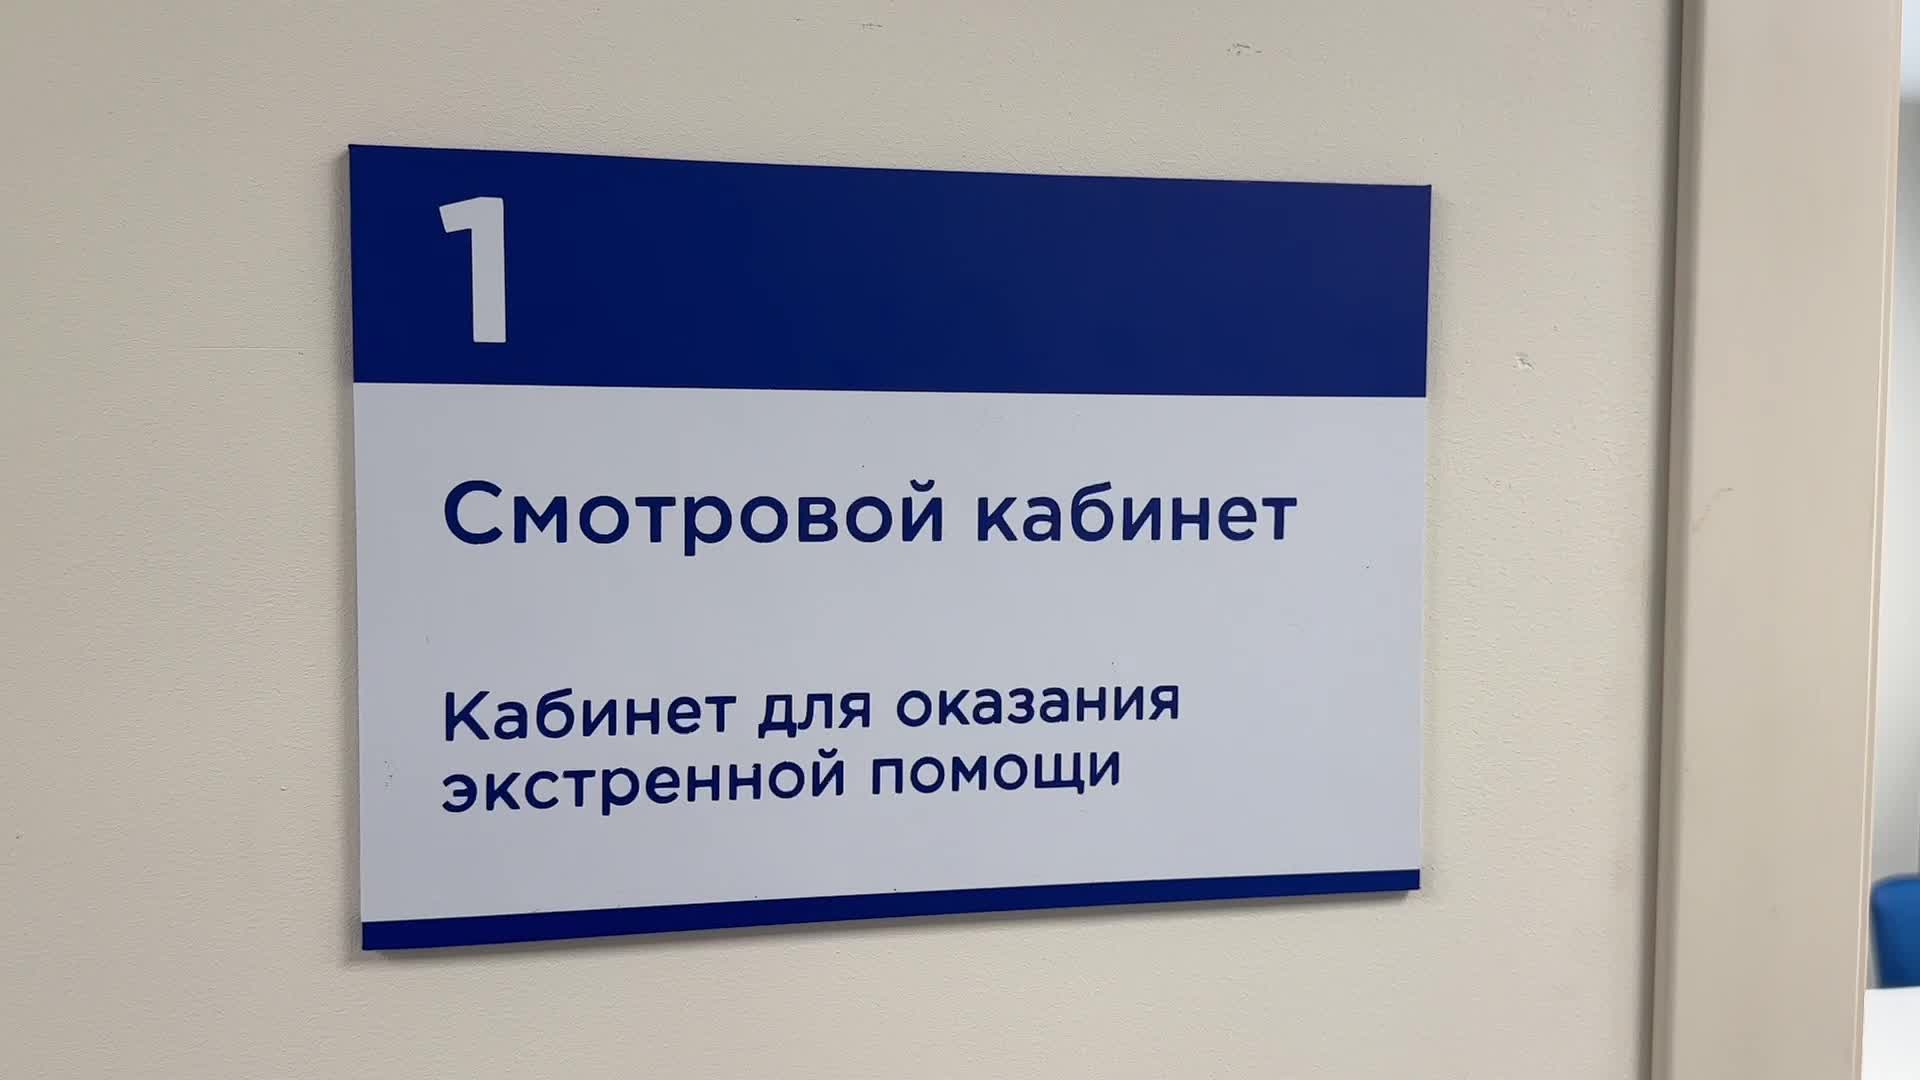 1
Смотровой кабинет
Кабинет для оказания
экстренной помощи